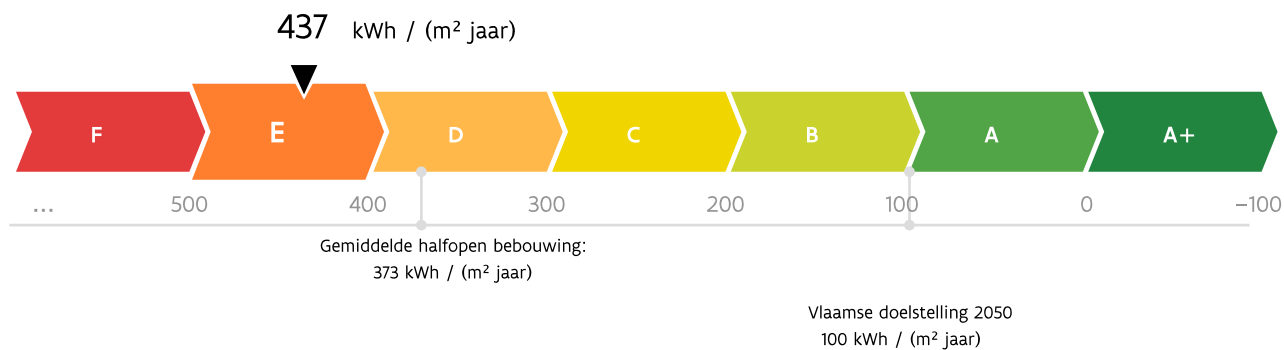 437 kWh / (m² jaar)
F E D C B A A+
... 500 400 300 200 100 0 −100
Gemiddelde halfopen bebouwing:
373 kWh / (m² jaar)
Vlaamse doelstelling 2050
100 kWh / (m² jaar)